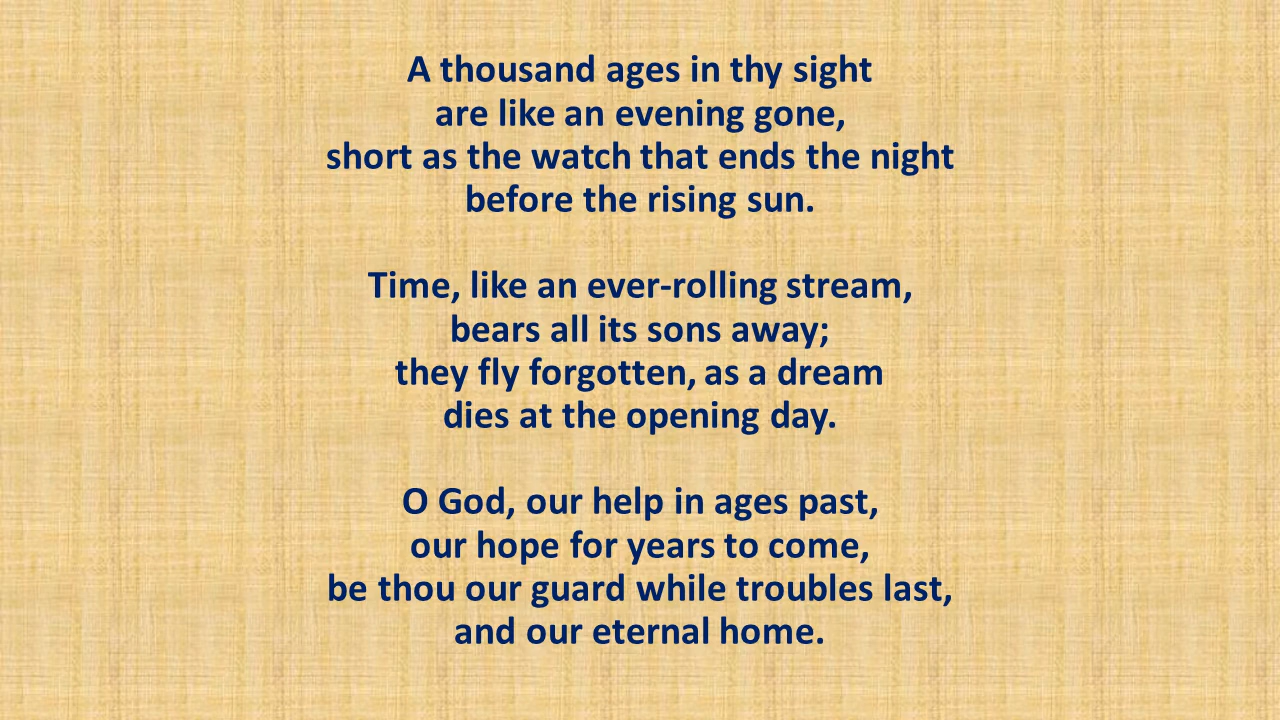 A thousand ages in thy sight
are like an evening gone,
short as the watch that ends the night
before the rising sun.
Time, like an ever-rolling stream,
bears all its sons away;
they fly forgotten, as a dream
dies at the opening day.
O God, our help in ages past,
our hope for years to come,
be thou our guard while troubles last,
and our eternal home.